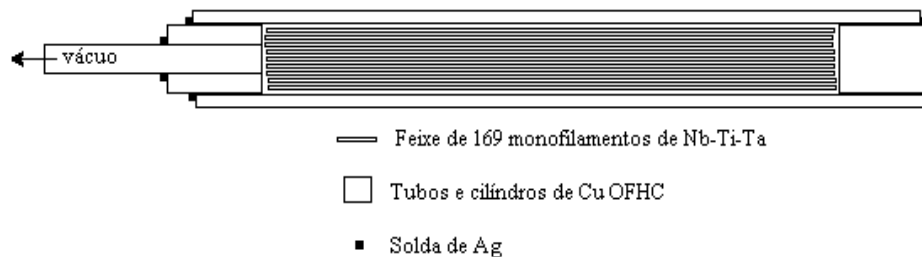 vácuo
Feixe de 169 monofilamentos de Nb-Ti-Ta
Tubos e cilíndros de Cu OFHC
Solda de Ag